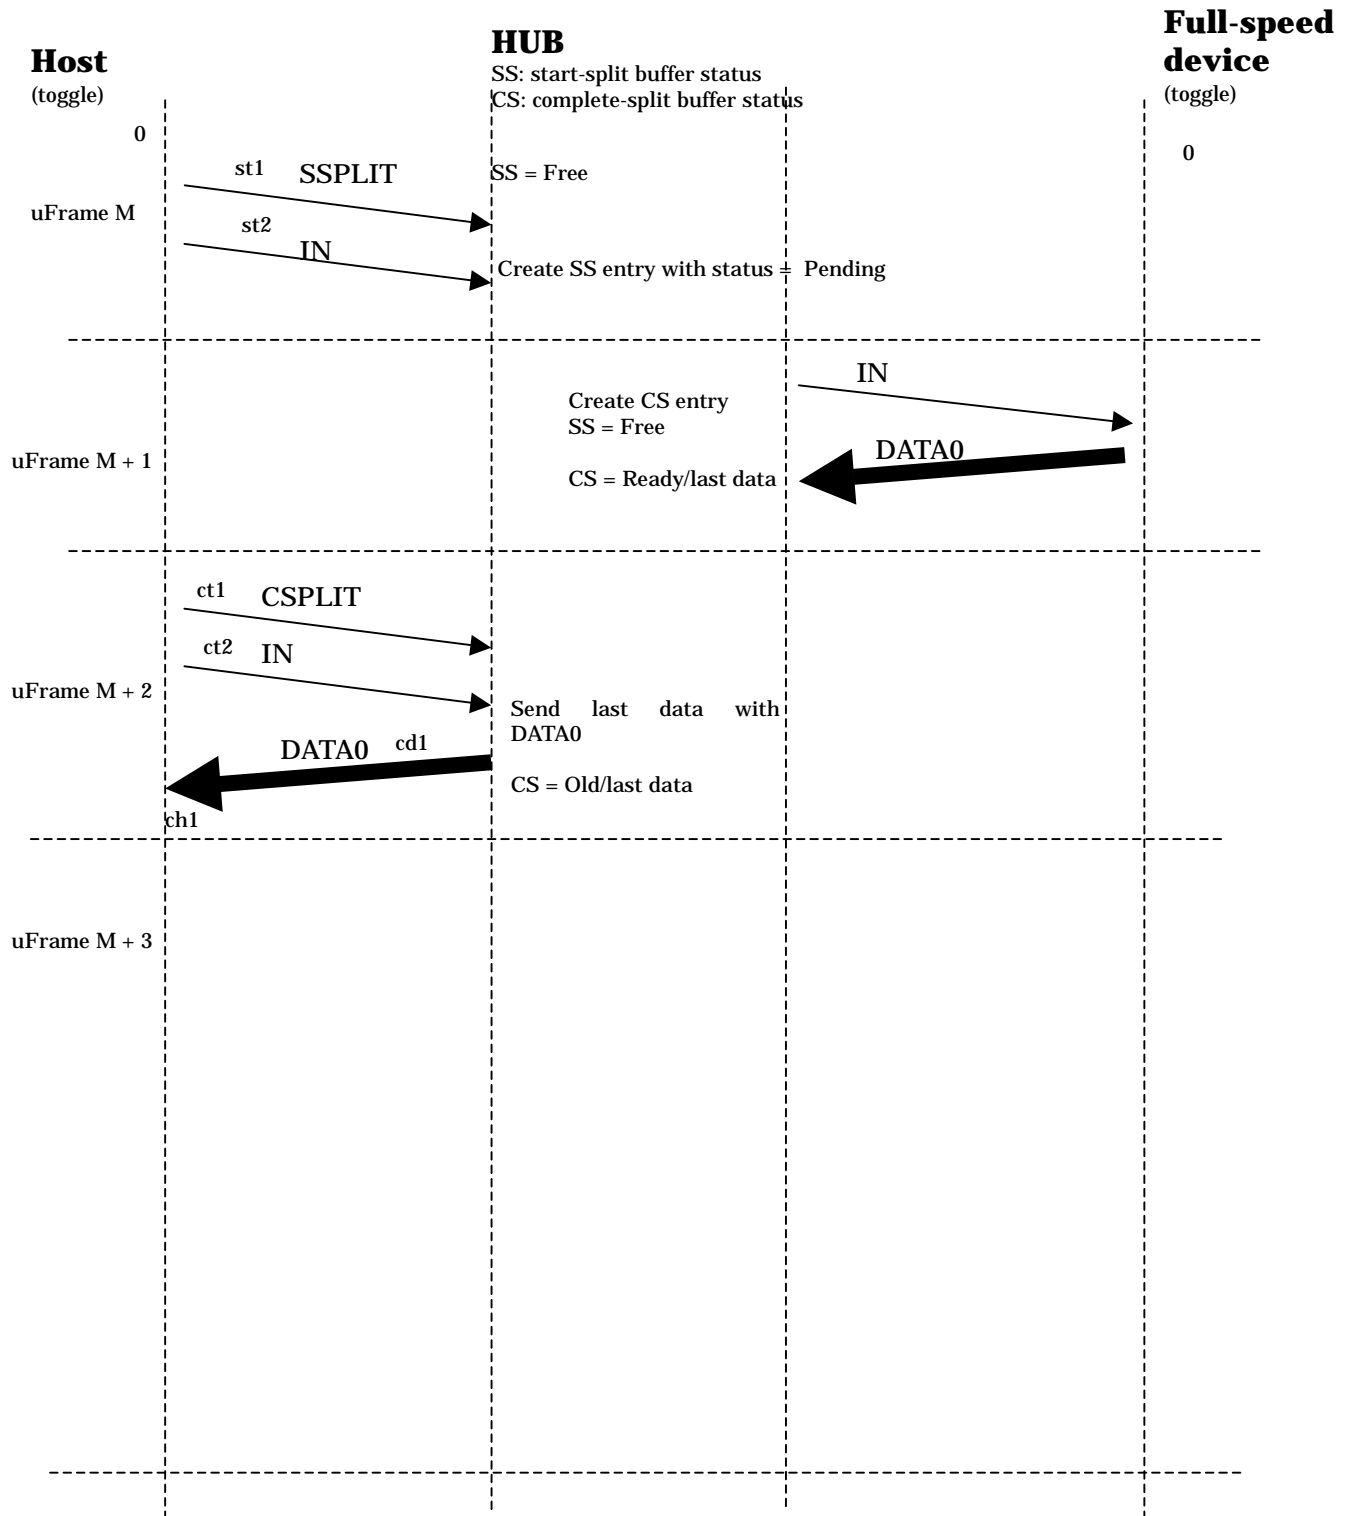 Full-speed
device
(toggle)
Host
(toggle)
HUB
SS: start-split buffer status
CS: complete-split buffer status
0
0
st1 SSPLIT
SS = Free
uFrame M
st2
IN
Create SS entry with status = Pending
IN
Create CS entry
SS = Free
DATA0
uFrame M + 1
CS = Ready/last data
ct1 CSPLIT
ct2 IN
uFrame M + 2
Send last data with
DATA0
DATA0 cd1
CS = Old/last data
ch1
uFrame M + 3